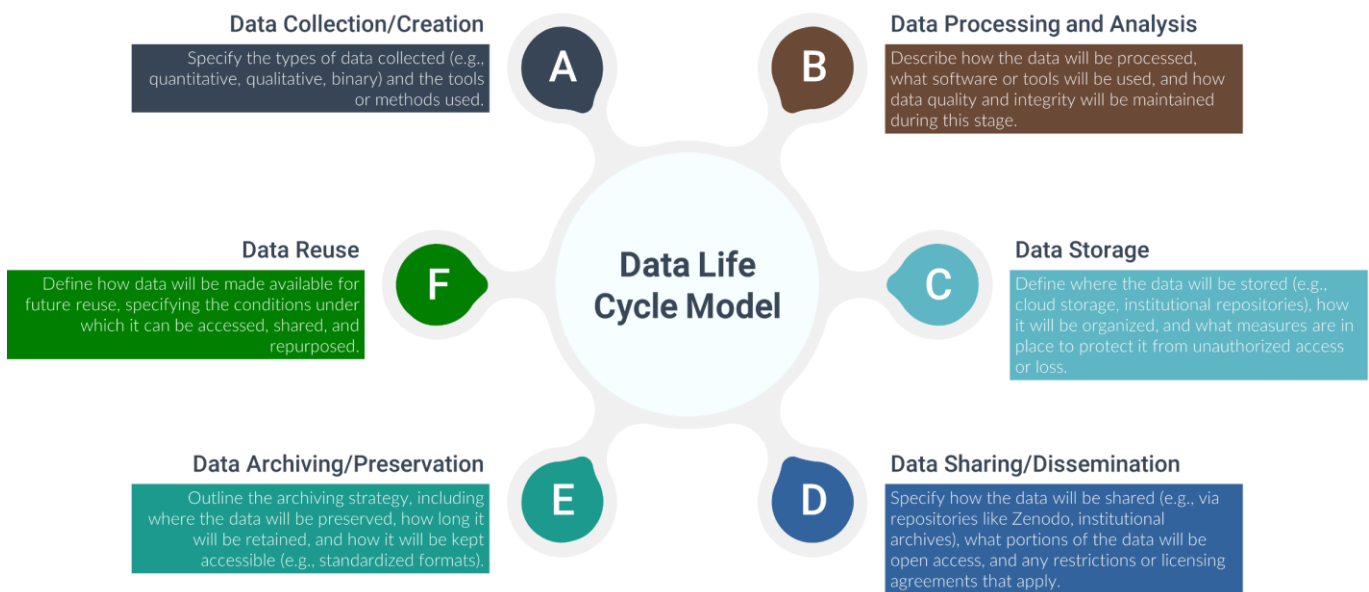 Data Collection/Creation
Specify the types of data collected (e.g.,
quantitative, qualitative, binary) and the tools
or methods used.
A
B
Data Processing and Analysis
Describe how the data will be processed,
what software or tools will be used, and how
data quality and integrity will be maintained
during this stage.
Data Life
Cycle Model
C
Data Storage
Define where the data will be stored (e.g.,
cloud storage, institutional repositories), how
it will be organized, and what measures are in
place to protect it from unauthorized access
or loss.
D
Data Sharing/Dissemination
Specify how the data will be shared (e.g., via
repositories like Zenodo, institutional
archives), what portions of the data will be
open access, and any restrictions or licensing
agreements that apply.
Data Archiving/Preservation
Outline the archiving strategy, including
where the data will be preserved, how long it
will be retained, and how it will be kept
accessible (e.g., standardized formats).
E
Data Reuse
Define how data will be made available for
future reuse, specifying the conditions under
which it can be accessed, shared, and
repurposed.
F